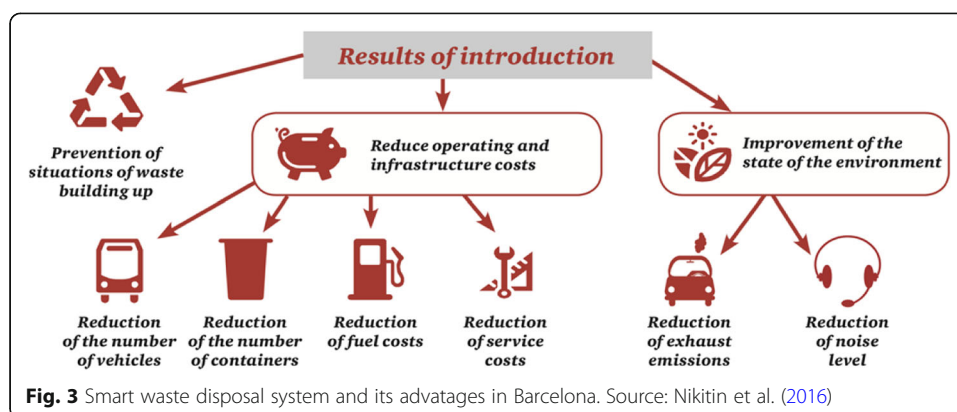 Results of introduction
Prevention of
situations of waste
building up
Reduce operating and
infrastructure costs
Improvement of the
state of the environment
Reduction
of the number
of vehicles
Reduction
of the number
of containers
Reduction
of fuel costs
Reduction
of service
costs
Reduction
of exhaust
emissions
Reduction
of noise
level
Fig. 3 Smart waste disposal system and its advatages in Barcelona. Source: Nikitin et al. (2016)